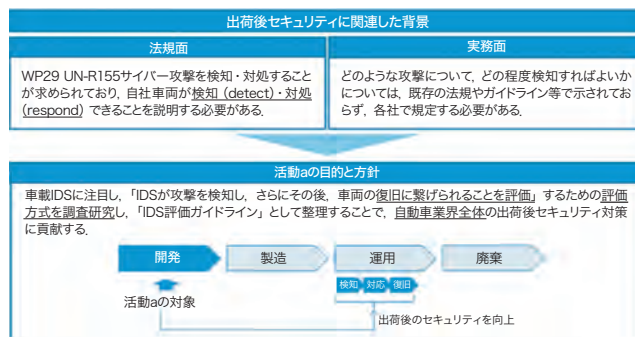 出荷後セキュリティに関連した背景
法規面
WP29 UN-R155サイバー攻撃を検知・対処すること
が求められており, 自社車両が検知 (detect)・対処
(respond) できることを説明する必要がある.
実務面
どのような攻撃について, どの程度検知すればよいか
については, 既存の法規やガイドライン等で示されてお
らず, 各社で規定する必要がある.
活動aの目的と方針
車載IDSに注目し, 「IDSが攻撃を検知し, さらにその後, 車両の復旧に繋げられることを評価」するための評価
方式を調査研究し, 「IDS評価ガイドライン」として整理することで, 自動車業界全体の出荷後セキュリティ対策
に貢献する.
開発
製造
運用
廃棄
検知
対応
復旧
活動aの対象
出荷後のセキュリティを向上